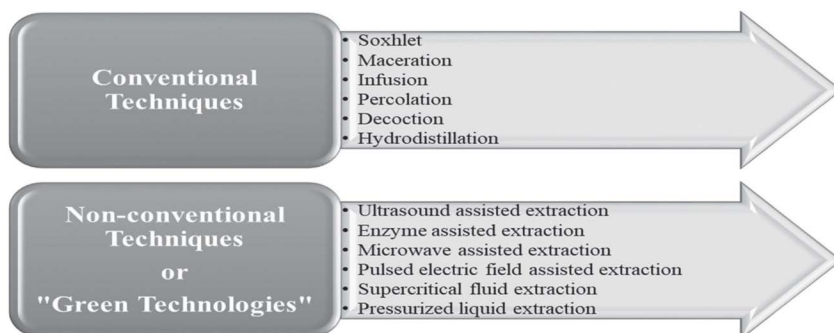 Conventional
Techniques
• Soxhlet
• Maceration
• Infusion
• Percolation
• Decoction
• Hydrodistillation
Non-conventional
Techniques
or
"Green Technologies"
• Ultrasound assisted extraction
• Enzyme assisted extraction
• Microwave assisted extraction
• Pulsed electric field assisted extraction
• Supercritical fluid extraction
• Pressurized liquid extraction